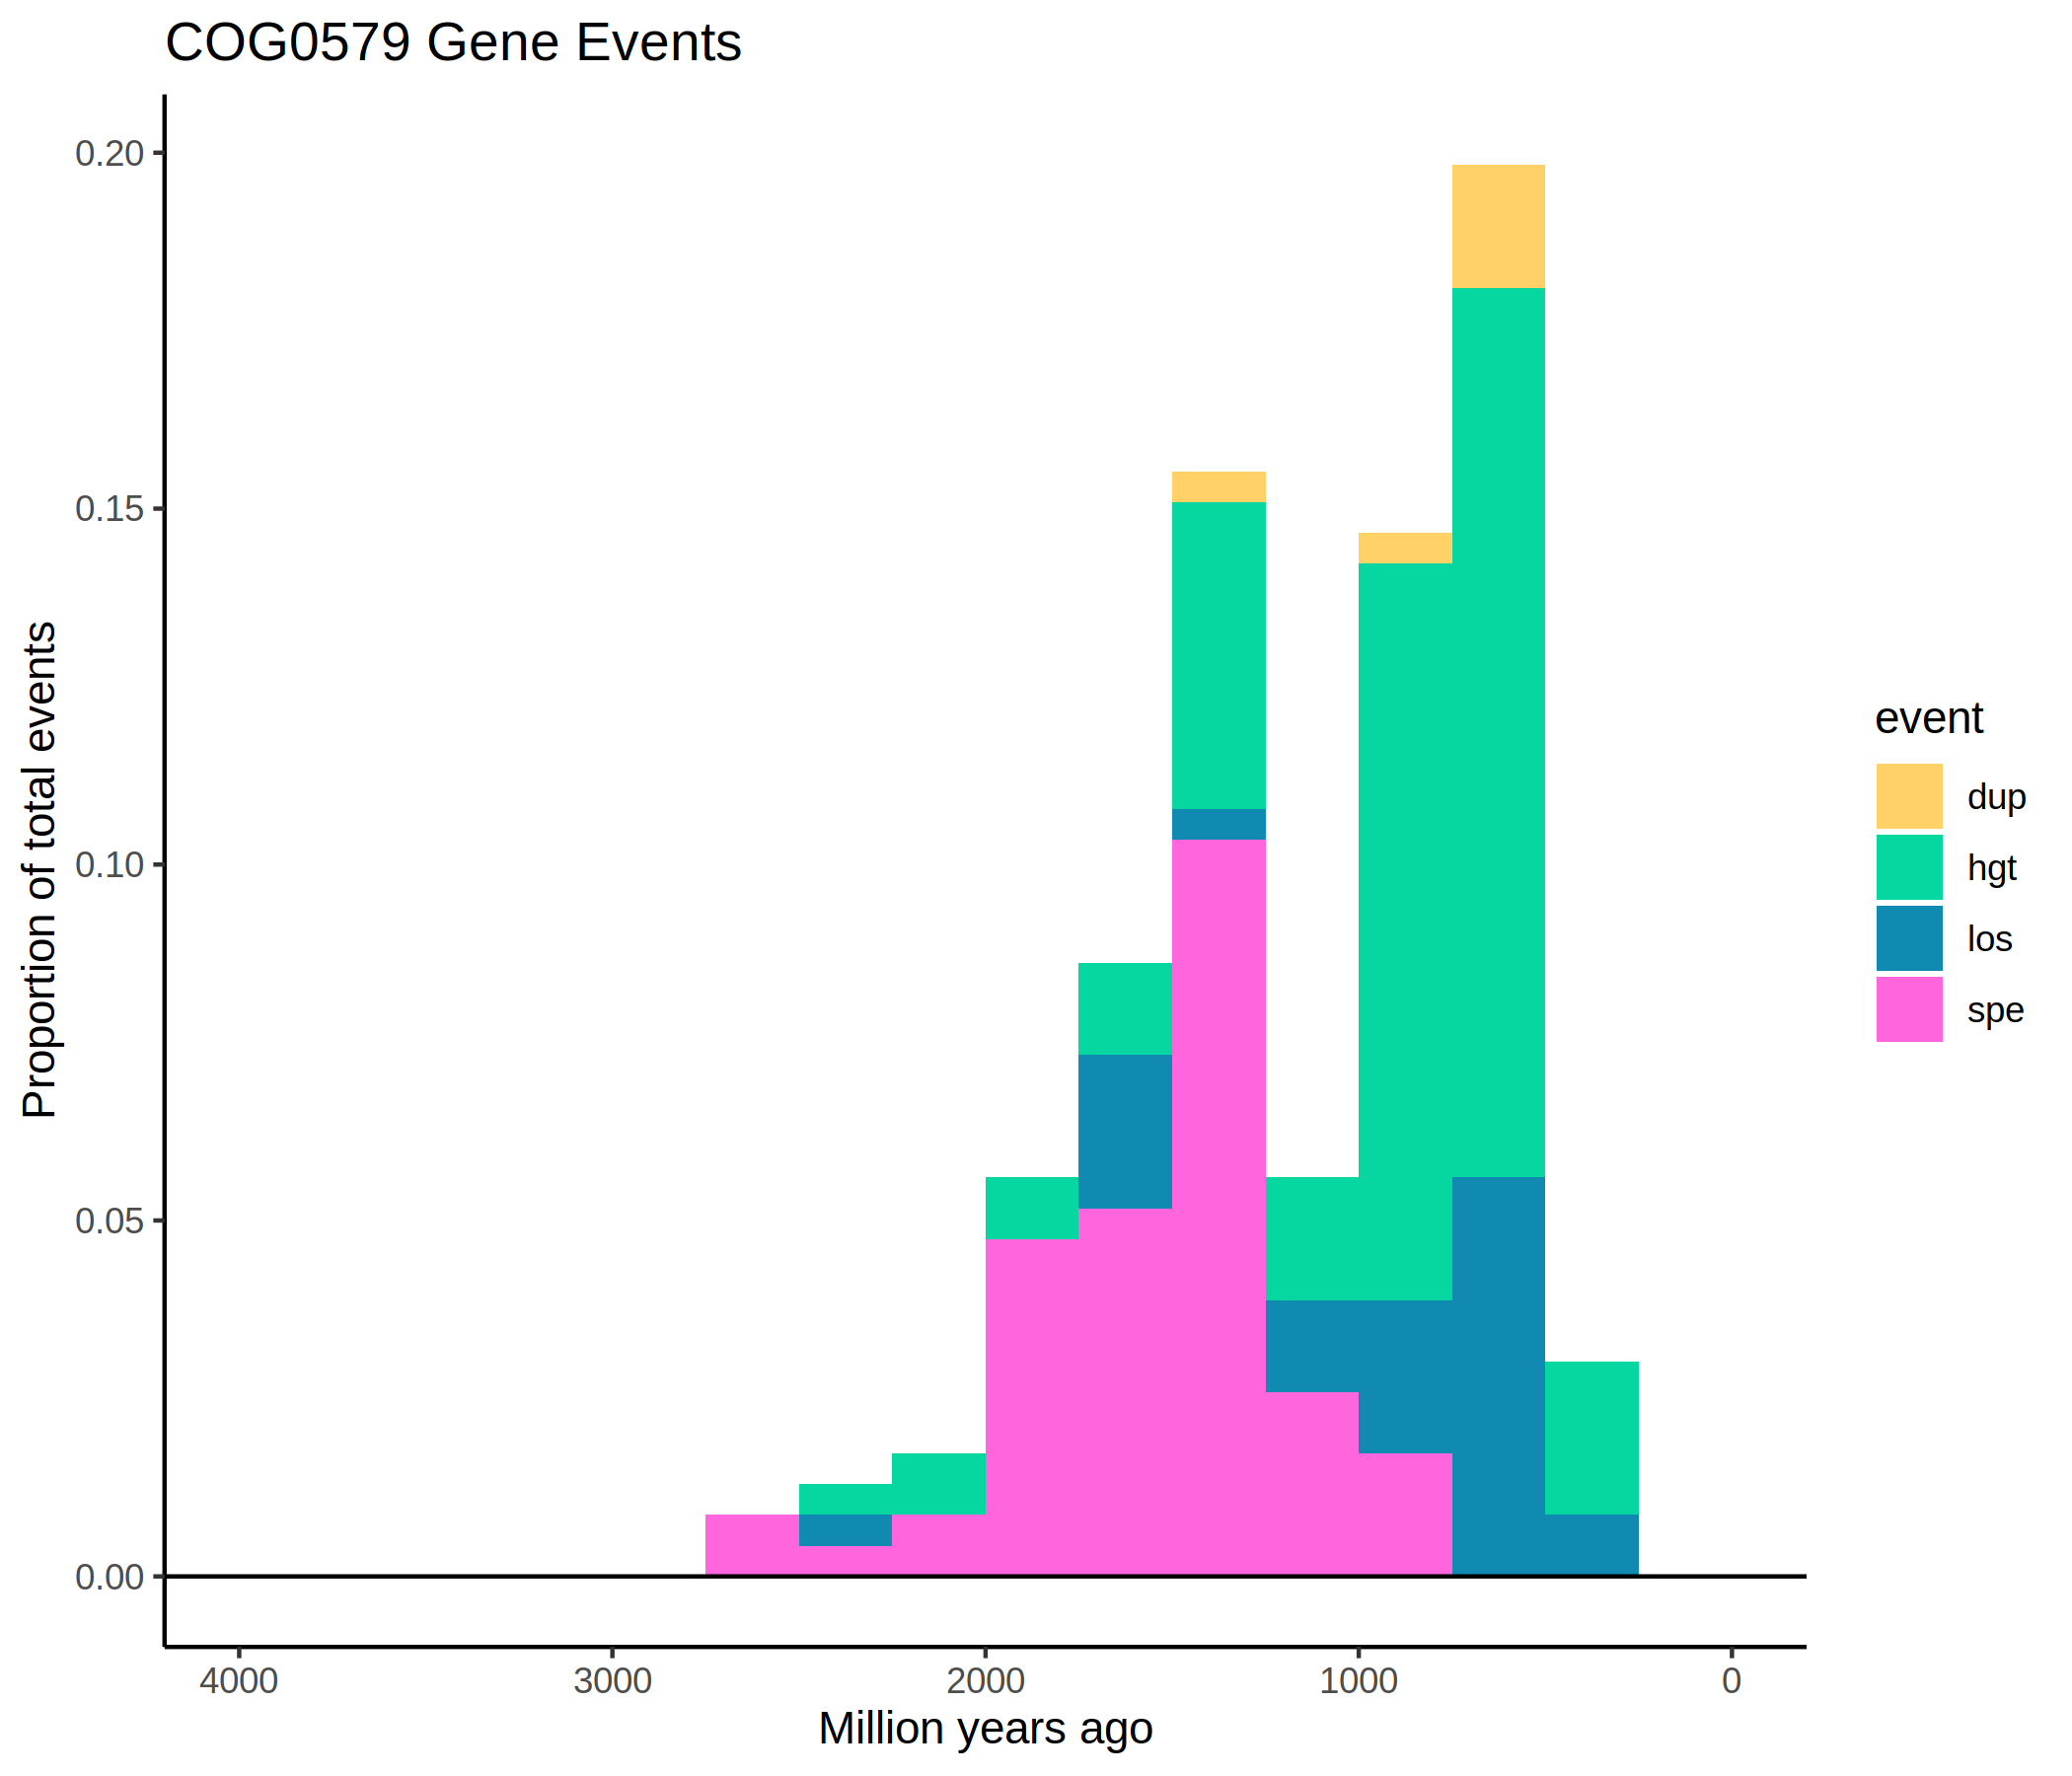 COG0579 Gene Events
0.20
0.15
0.10
0.05
0.00
Proportion of total events
4000 3000 2000 1000 0
Million years ago
event
dup
hgt
los
spe